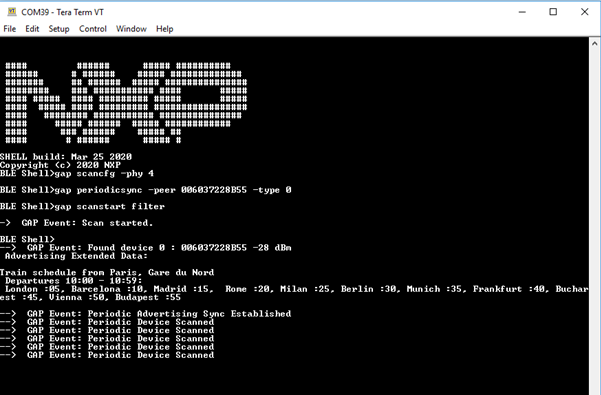 COM39 - Tera Term VT
File Edit Setup Control Window Help
NXP
SHELL build: Mar 25 2020
Copyright (c) 2020 NXP
BLE Shell>gap scancfg -phy 4
BLE Shell>gap periodicsync -peer 006037228B55 -type 0
BLE Shell>gap scanstart filter
-> GAP Event: Scan started.
BLE Shell>
--> GAP Event: Found device 0 : 006037228B55 -28 dBm
Advertising Extended Data:
Train schedule from Paris, Gare du Nord
Departures 10:00 - 10:59:
London :05, Barcelona :10, Madrid :15, Rome :20, Milan :25, Berlin :30, Munich :35, Frankfurt :40, Buchar
est :45, Vienna :50, Budapest :55
--> GAP Event: Periodic Advertising Sync Established
--> GAP Event: Periodic Device Scanned
--> GAP Event: Periodic Device Scanned
--> GAP Event: Periodic Device Scanned
--> GAP Event: Periodic Device Scanned
--> GAP Event: Periodic Device Scanned